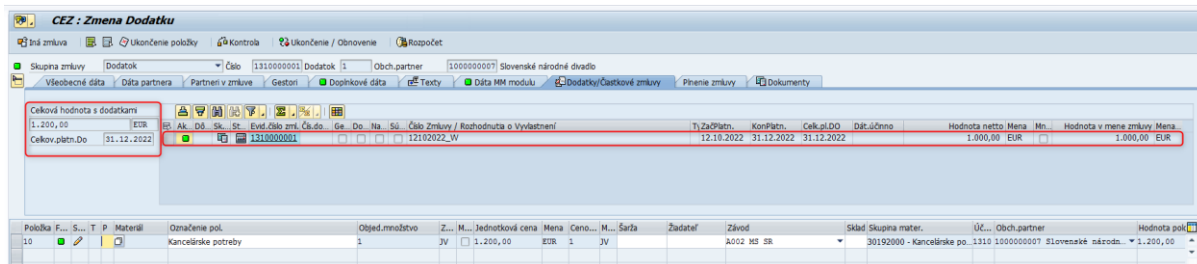 CEZ : Zmena Dodatku
Iná zmluva Ukončenie položky Kontrola Ukončenie / Obnovenie Rozpočet
Skupina zmluvy Dodatok Číslo 1310000001 Dodatok 1 Obch.partner 1000000007 Slovenské národné divadlo
Všeobecné dáta Dáta partnera Partneri v zmluve Gestori Doplnkové dáta Texty Dáta MM modulu Dodatky/Čiastkové zmluvy Plnenie zmluvy Dokumenty
Celková hodnota s dodatkami
1.200,00 EUR
Celkov.platn.Do 31.12.2022
Ak. Dô... Sk... St... Evid.číslo zml. Čís.do... Ge... Do... Na... Sú... Číslo Zmluvy / Rozhodnutia o Vyvlastnení Ty ZačPlatn. KonPlatn. Celk.pl.DO Dát.účinno Hodnota netto Mena Mn... Hodnota v mene zmluvy Mena...
1310000001 12102022_W 12.10.2022 31.12.2022 31.12.2022 1.000,00 EUR 1.000,00 EUR
Položka F... S... T P Materiál Označenie pol. Objed.množstvo Z... M... Jednotková cena Mena Ceno... M... Šarža Žiadateľ Závod Sklad Skupina mater. Úč... Obch.partner Hodnota polo
10 Kancelárske potreby 1 JV 1.200,00 EUR 1 JV A002 MS SR 30192000 - Kancelárske po... 1310 1000000007 Slovenské národn... 1.200,00